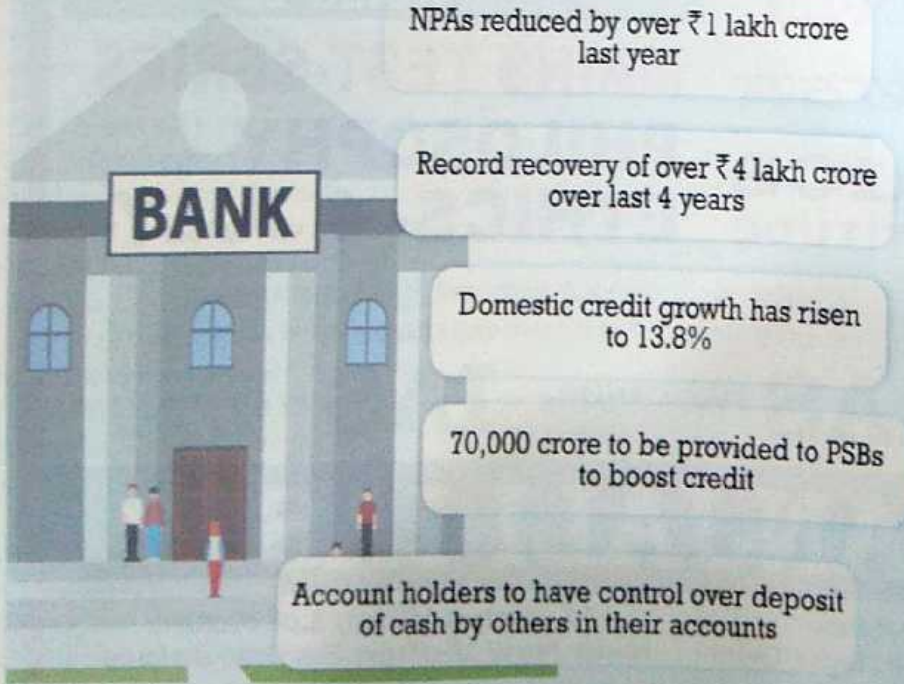 NPAs reduced by over ₹1 lakh crore
last year
Record recovery of over ₹4 lakh crore
over last 4 years
BANK
Domestic credit growth has risen
to 13.8%
70,000 crore to be provided to PSBs
to boost credit
Account holders to have control over deposit
of cash by others in their accounts